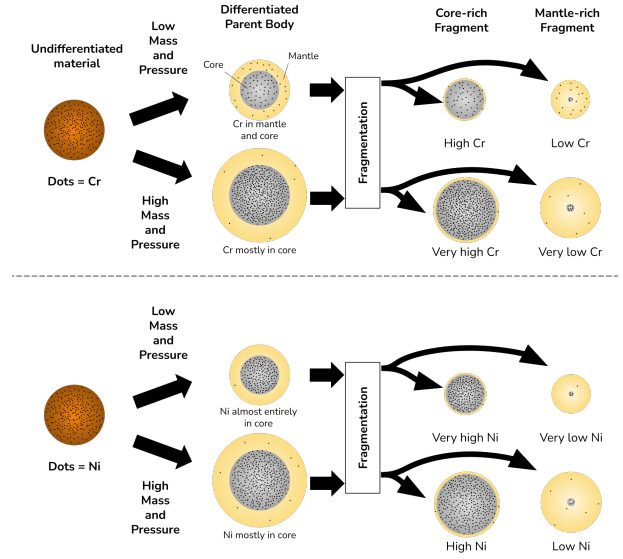 Differentiated
Parent Body
Core-rich
Fragment
Mantle-rich
Fragment
Undifferentiated
material
Low
Mass
and
Pressure
Core
Mantle
Cr in mantle
and core
Dots = Cr
High
Mass
and
Pressure
Cr mostly in core
Fragmentation
High Cr
Low Cr
Very high Cr
Very low Cr
Low
Mass
and
Pressure
Ni almost entirely
in core
Dots = Ni
High
Mass
and
Pressure
Ni mostly in core
Fragmentation
Very high Ni
Very low Ni
High Ni
Low Ni